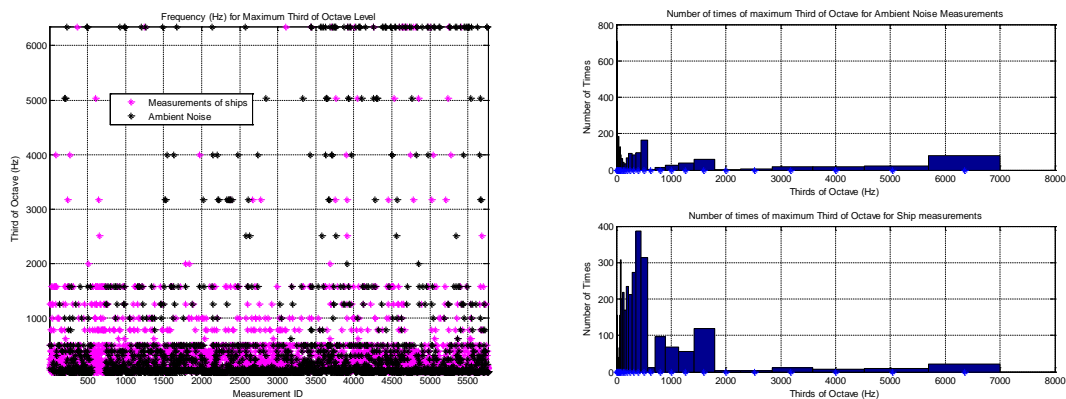 Frequency (Hz) for Maximum Third of Octave Level
Third of Octave (Hz)
6000
5000
4000
3000
2000
1000
Measurements of ships
Ambient Noise
500 1000 1500 2000 2500 3000 3500 4000 4500 5000 5500
Measurement ID
Number of times of maximum Third of Octave for Ambient Noise Measurements
Number of Times
800
600
400
200
0
0 1000 2000 3000 4000 5000 6000 7000 8000
Thirds of Octave (Hz)
Number of times of maximum Third of Octave for Ship measurements
Number of Times
400
300
200
100
0
0 1000 2000 3000 4000 5000 6000 7000 8000
Thirds of Octave (Hz)